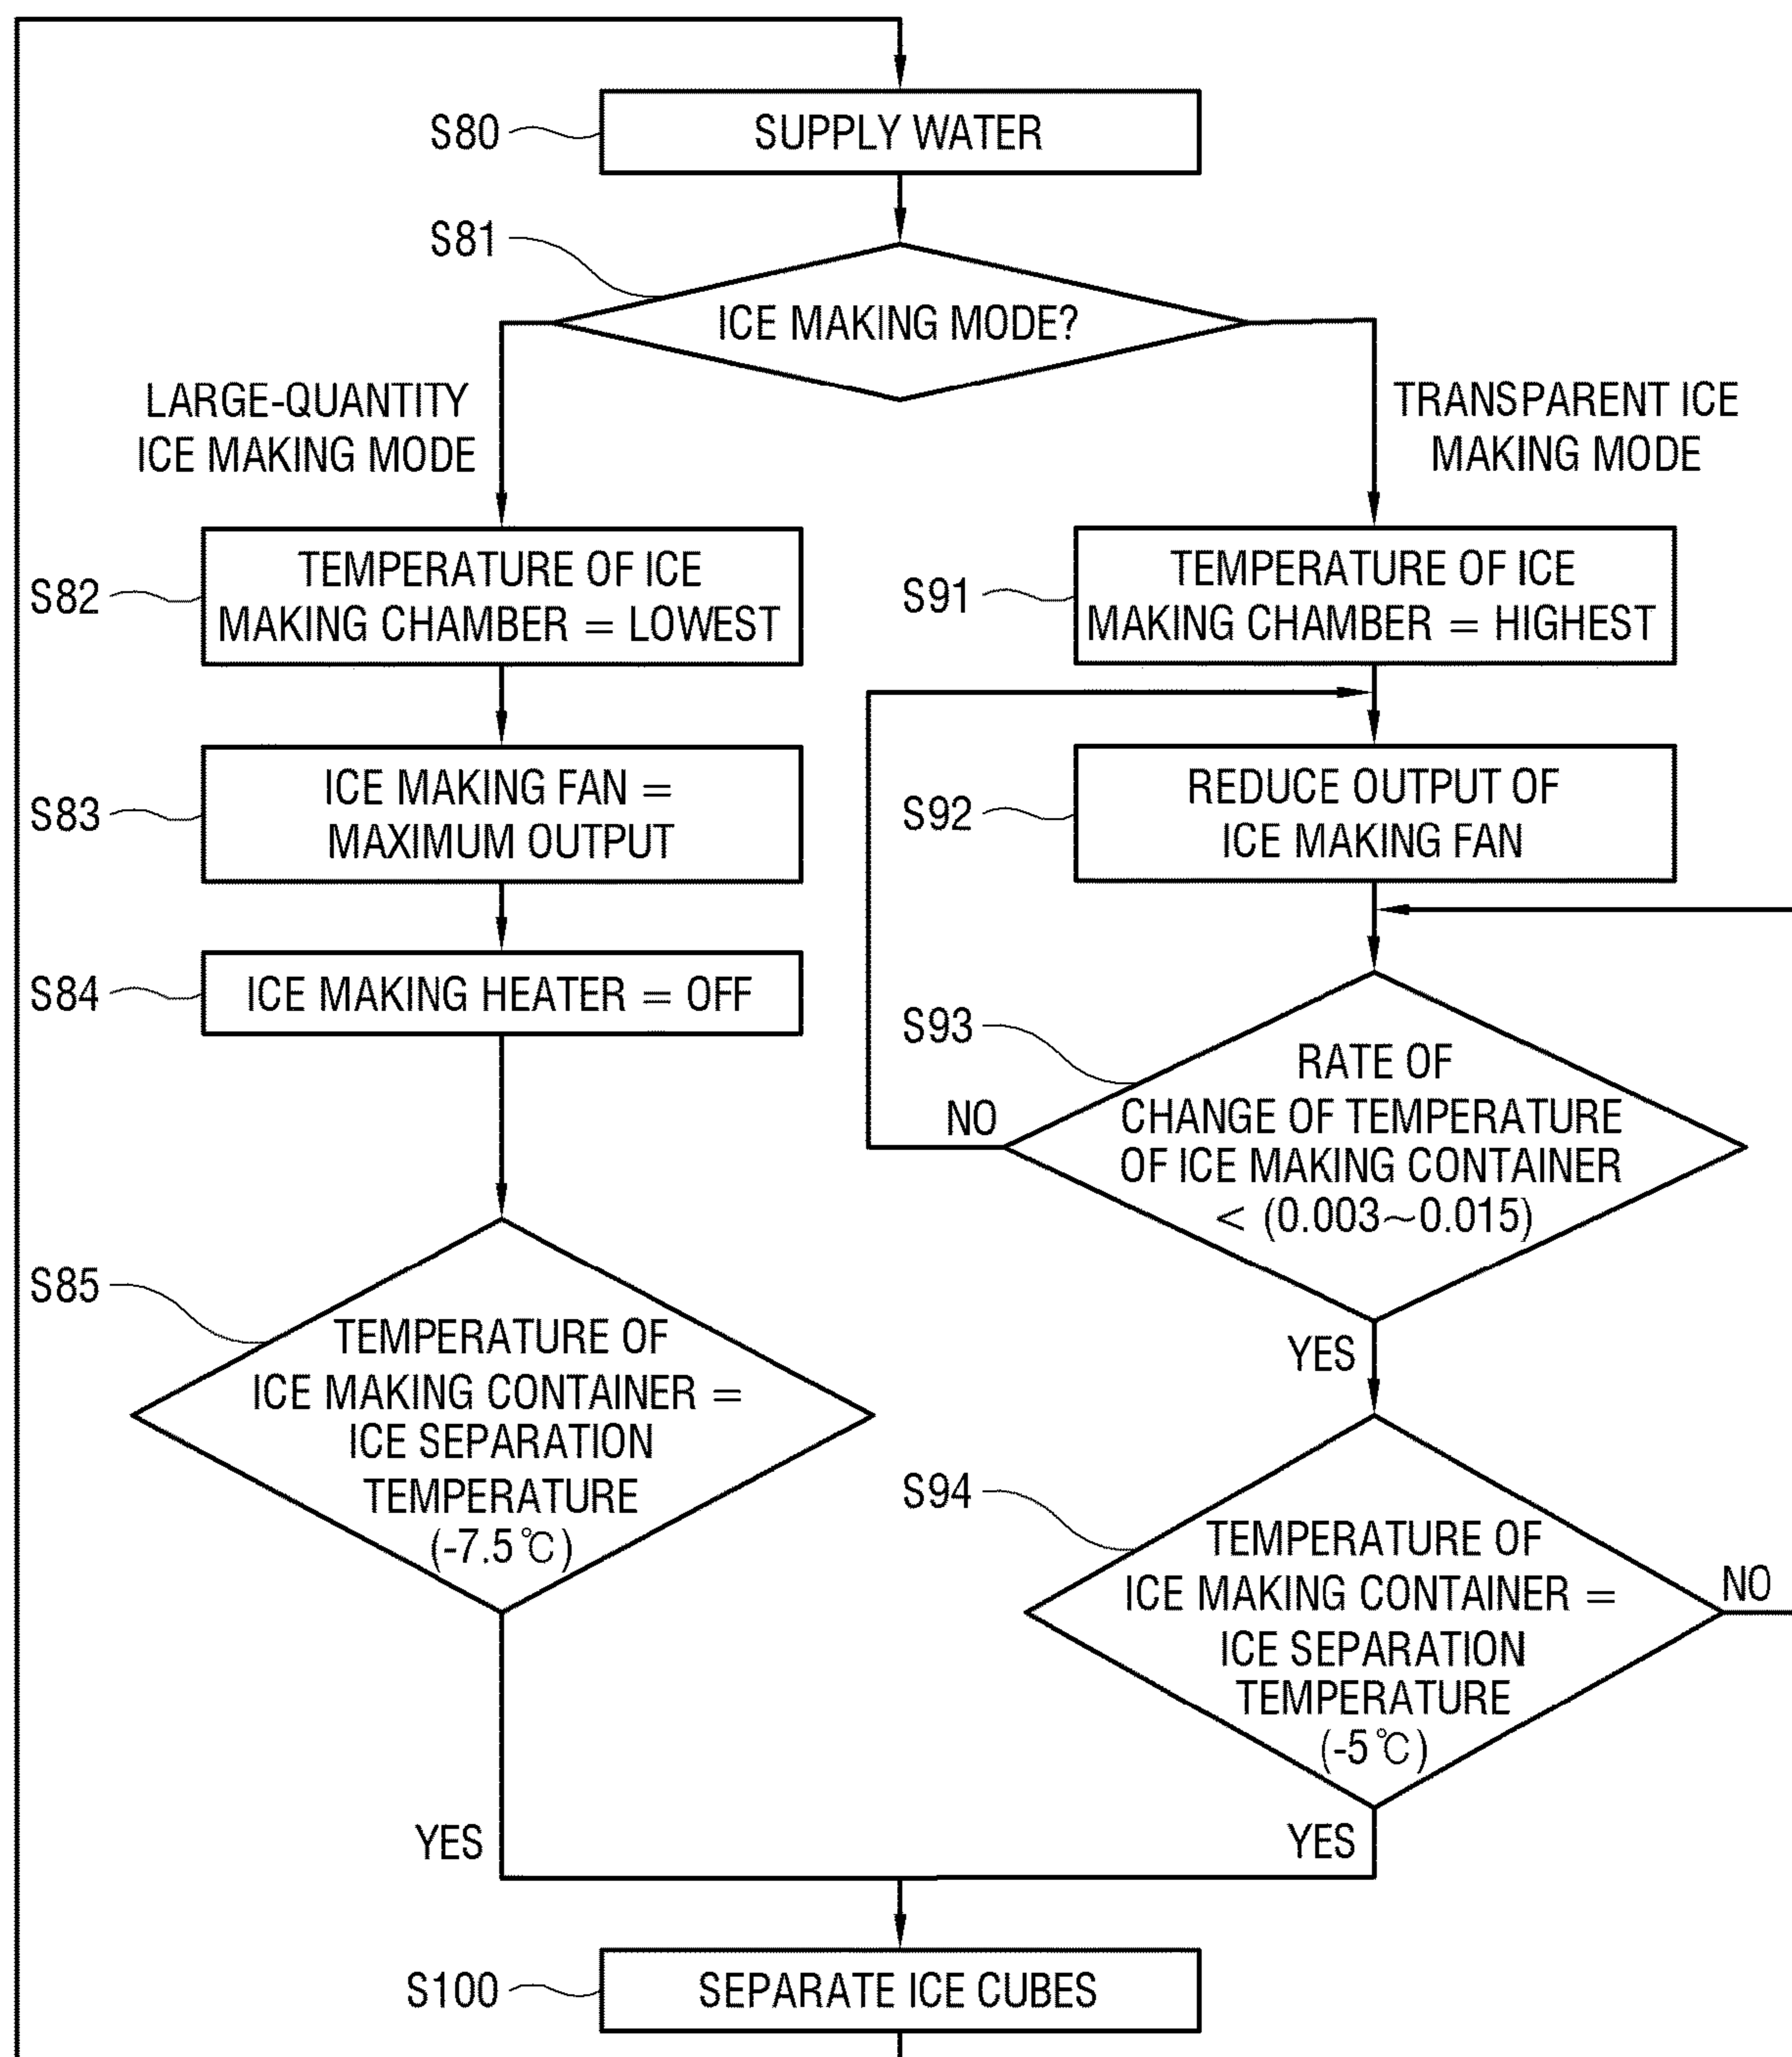 S80
SUPPLY WATER
S81
ICE MAKING MODE?
LARGE-QUANTITY
ICE MAKING MODE
TRANSPARENT ICE
MAKING MODE
S82
TEMPERATURE OF ICE
MAKING CHAMBER = LOWEST
S91
TEMPERATURE OF ICE
MAKING CHAMBER = HIGHEST
S83
ICE MAKING FAN =
MAXIMUM OUTPUT
S92
REDUCE OUTPUT OF
ICE MAKING FAN
S84
ICE MAKING HEATER = OFF
S93
RATE OF
CHANGE OF TEMPERATURE
OF ICE MAKING CONTAINER
< (0.003~0.015)
NO
YES
S85
TEMPERATURE OF
ICE MAKING CONTAINER =
ICE SEPARATION
TEMPERATURE
(-7.5℃)
S94
TEMPERATURE OF
ICE MAKING CONTAINER =
ICE SEPARATION
TEMPERATURE
(-5℃)
NO
YES
YES
S100
SEPARATE ICE CUBES